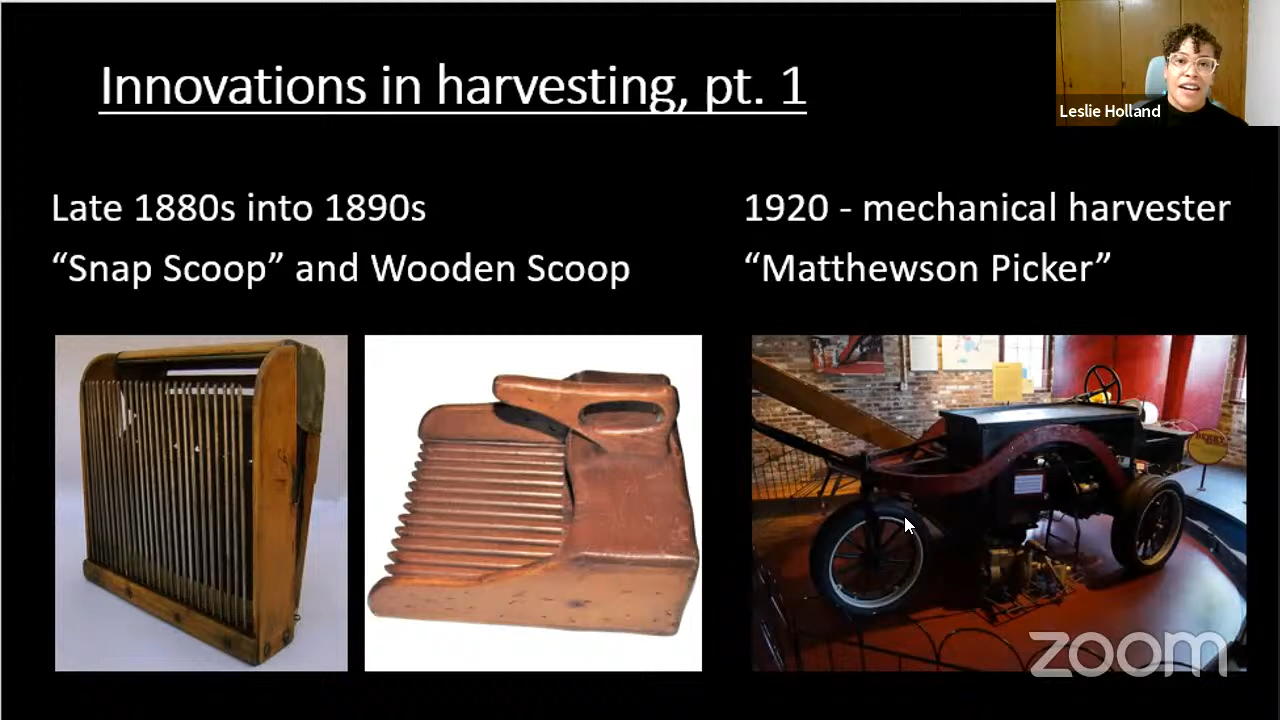 Innovations in harvesting, pt. 1
Leslie Holland
Late 1880s into 1890s
“Snap Scoop” and Wooden Scoop
1920 - mechanical harvester
“Matthewson Picker”
BERRY
zoom